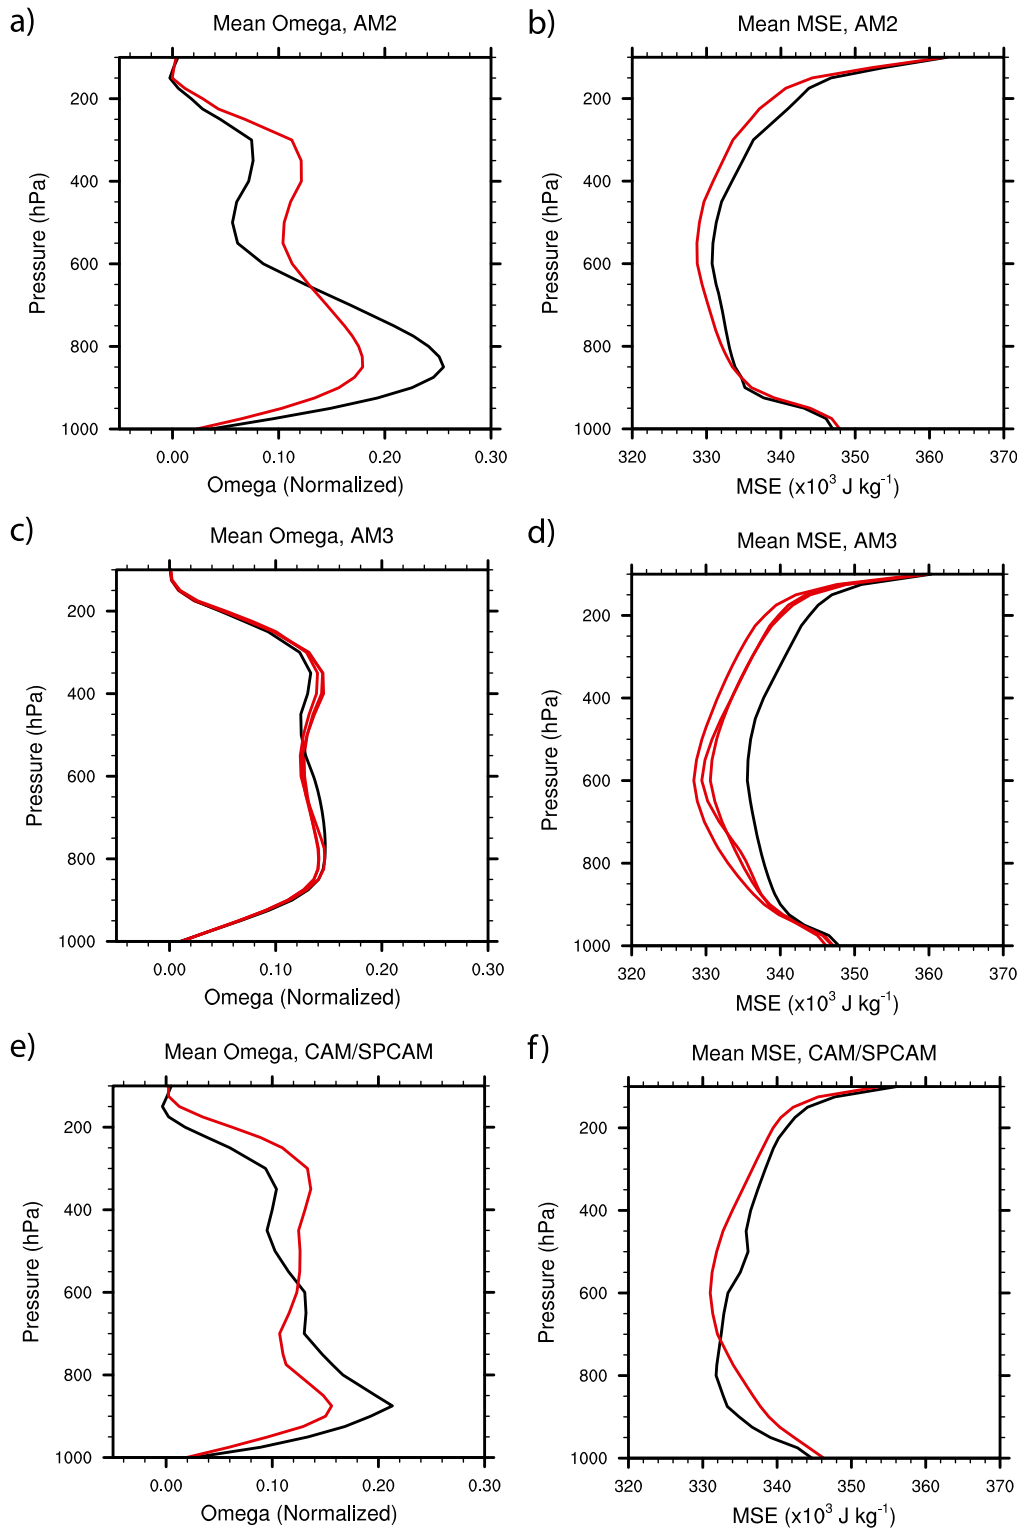 a)
Mean Omega, AM2
Pressure (hPa)
200
400
600
800
1000
0.00
0.10
0.20
0.30
Omega (Normalized)
b)
Mean MSE, AM2
Pressure (hPa)
200
400
600
800
1000
320
330
340
350
360
370
MSE (x10³ J kg⁻¹)
c)
Mean Omega, AM3
Pressure (hPa)
200
400
600
800
1000
0.00
0.10
0.20
0.30
Omega (Normalized)
d)
Mean MSE, AM3
Pressure (hPa)
200
400
600
800
1000
320
330
340
350
360
370
MSE (x10³ J kg⁻¹)
e)
Mean Omega, CAM/SPCAM
Pressure (hPa)
200
400
600
800
1000
0.00
0.10
0.20
0.30
Omega (Normalized)
f)
Mean MSE, CAM/SPCAM
Pressure (hPa)
200
400
600
800
1000
320
330
340
350
360
370
MSE (x10³ J kg⁻¹)